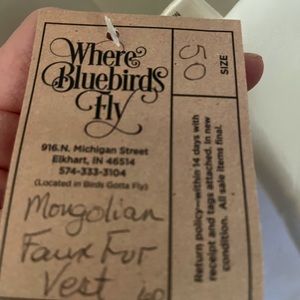 Where
Bluebirds
Fly
916.N. Michigan Street
Elkhart, IN 46514
574-333-3104
(Located in Birds Gotta Fly)
Mongolian
Faux Fur
Vest
50
SIZE
Return policy—within 14 days with
receipt and tags attached, in new
condition. All sale items final.